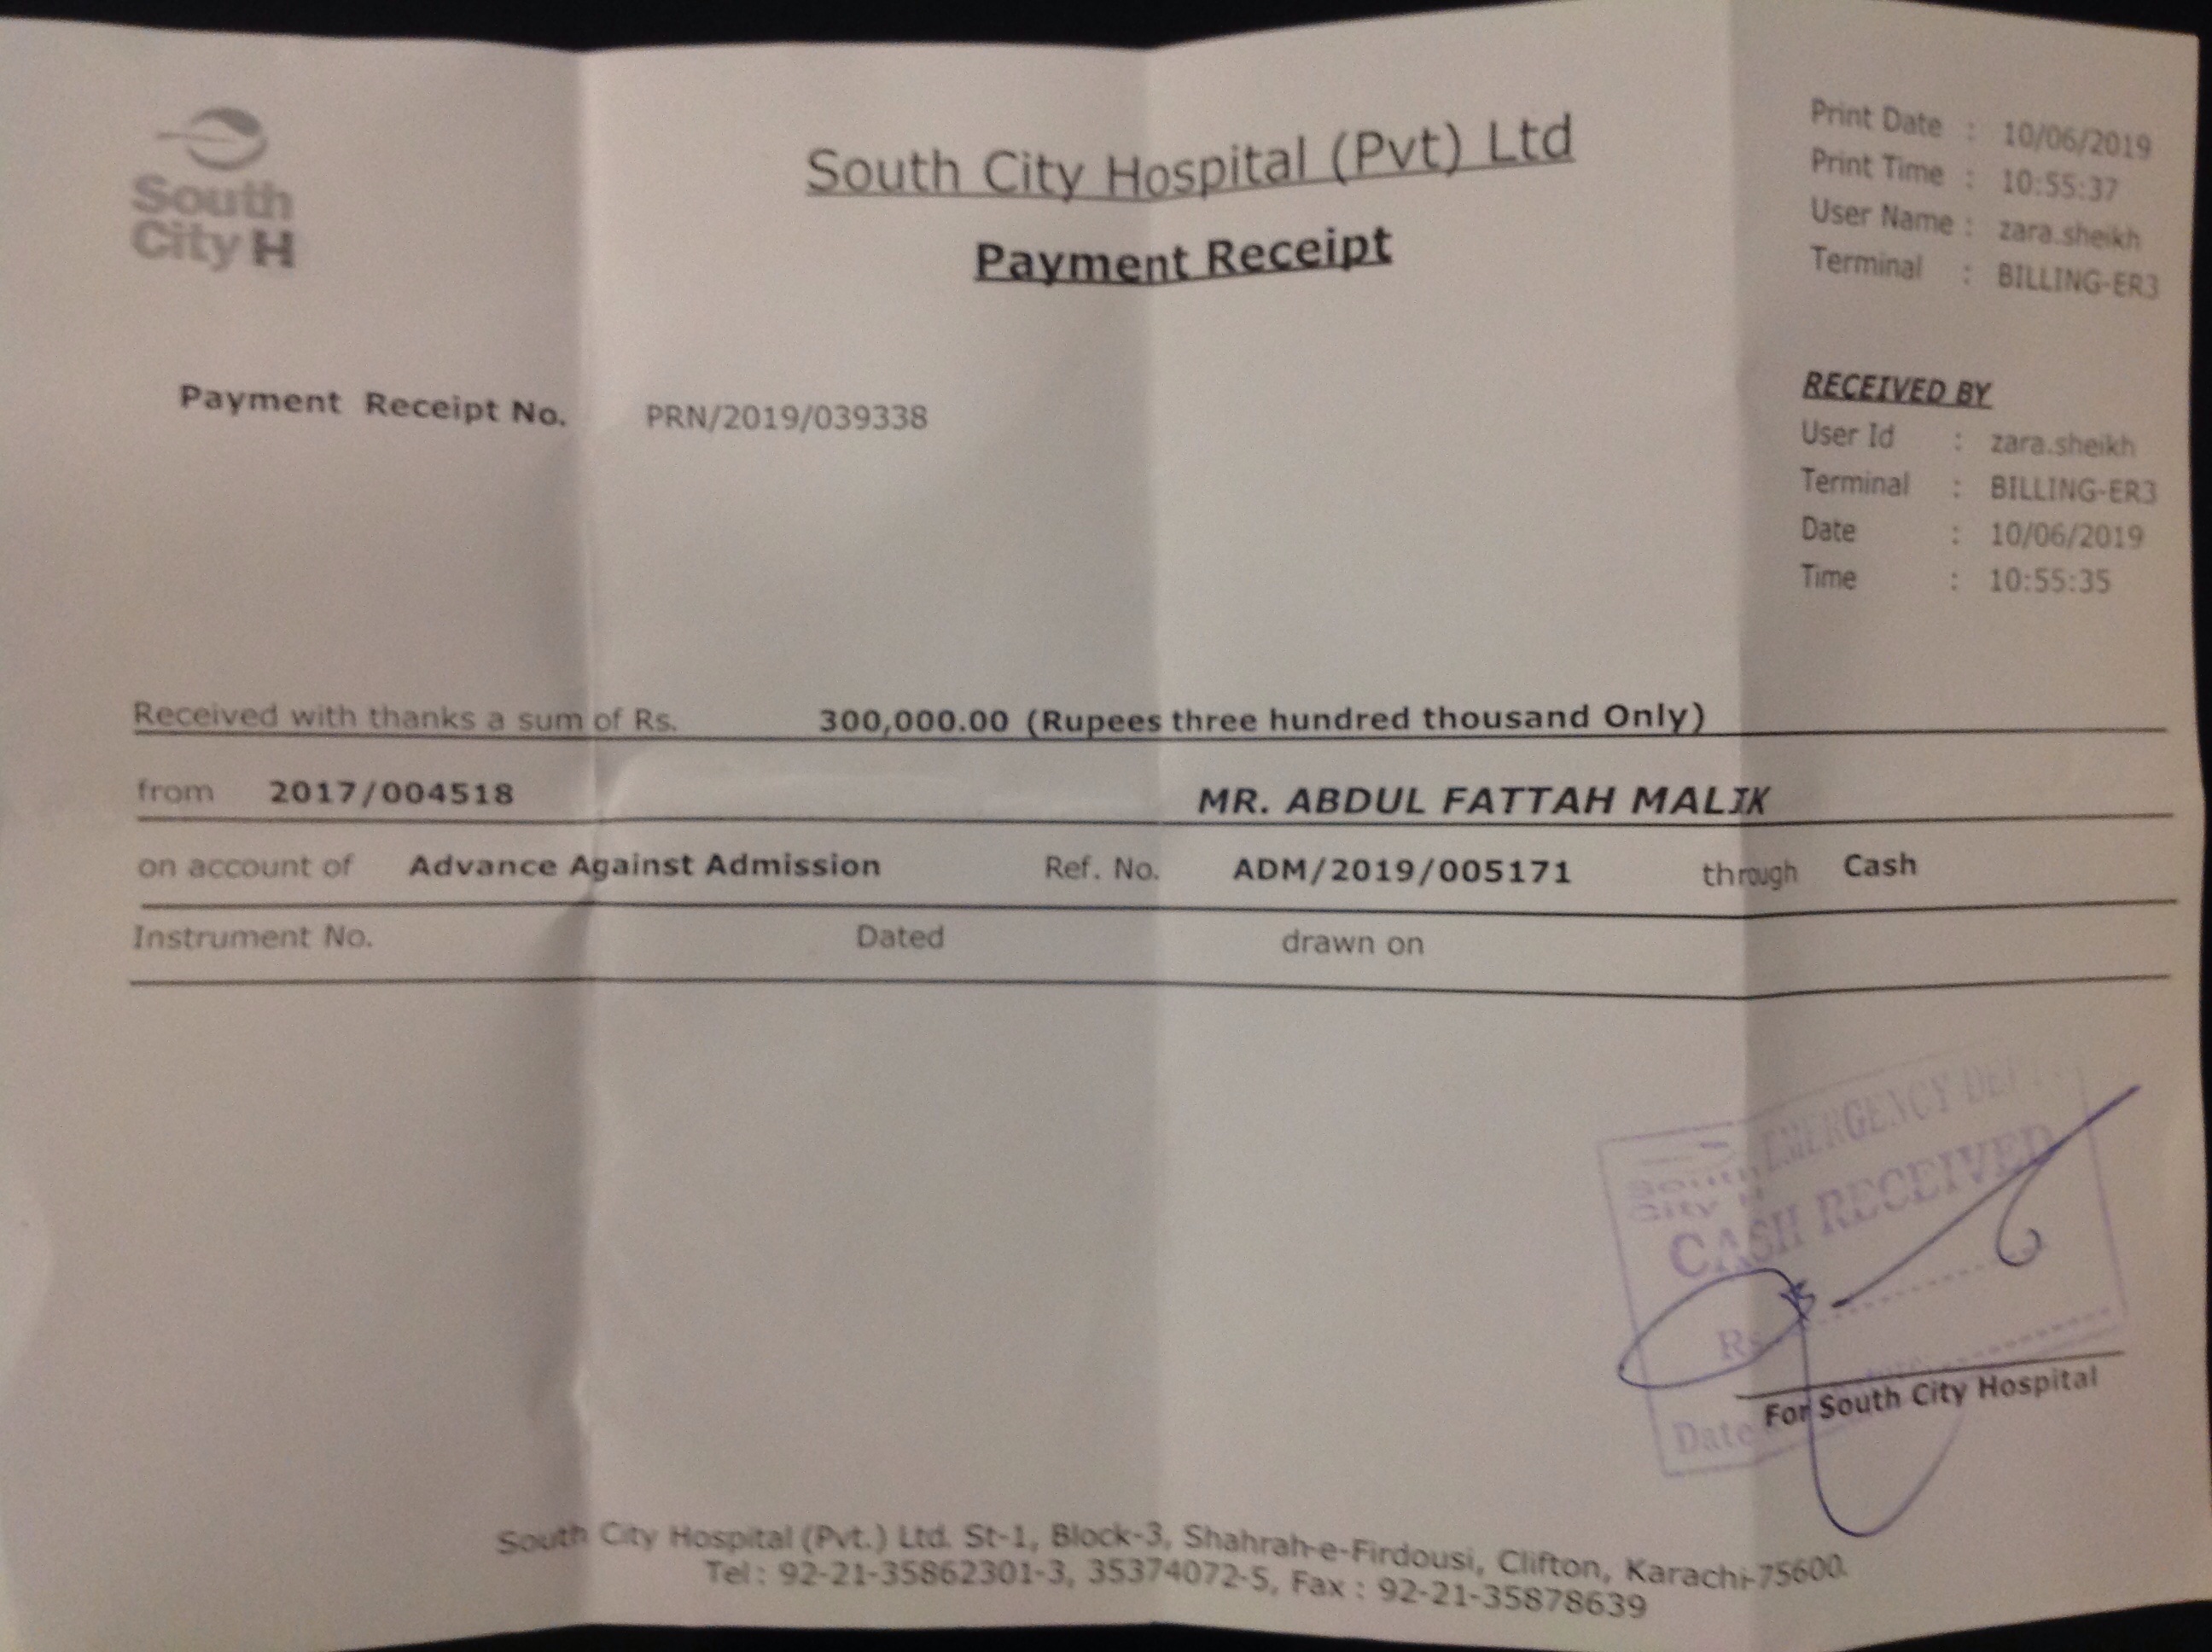 South
City H
South City Hospital (Pvt) Ltd
Payment Receipt
Print Date : 10/06/2019
Print Time : 10:55:37
User Name : zara.sheikh
Terminal : BILLING-ER3
Payment Receipt No. PRN/2019/039338
RECEIVED BY
User Id : zara.sheikh
Terminal : BILLING-ER3
Date : 10/06/2019
Time : 10:55:35
Received with thanks a sum of Rs. 300,000.00 (Rupees three hundred thousand Only)
from 2017/004518 MR. ABDUL FATTAH MALIK
on account of Advance Against Admission Ref. No. ADM/2019/005171 through Cash
Instrument No. Dated drawn on
South
City H
EMERGENCY
CASH RECEIVED
Rs
Date
For South City Hospital
South City Hospital (Pvt.) Ltd. St-1, Block-3, Shahrah-e-Firdousi, Clifton, Karachi-75600.
Tel : 92-21-35862301-3, 35374072-5, Fax : 92-21-35878639